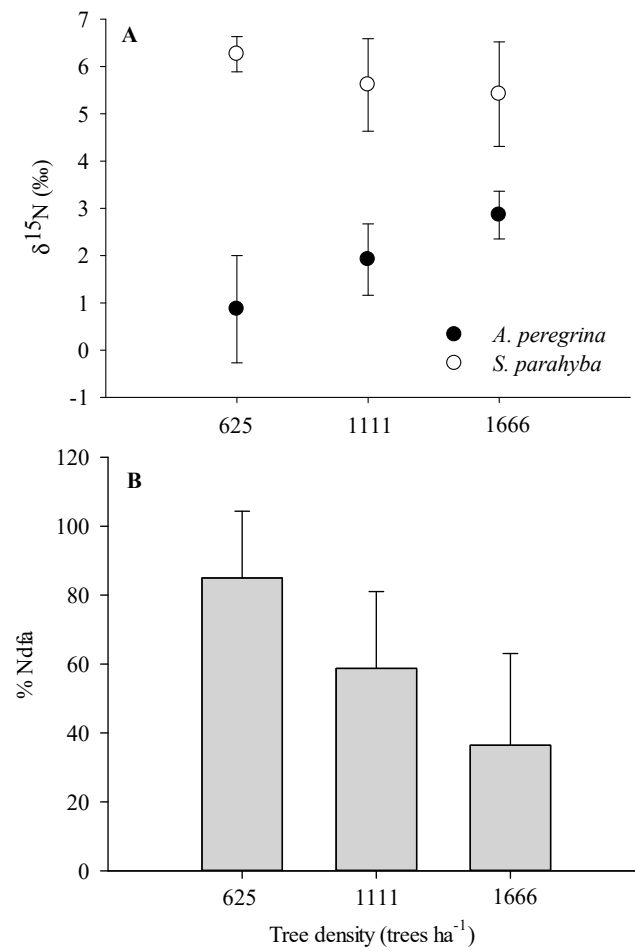 A
7
6
5
4
3
2
1
0
-1
δ¹⁵N (‰)
A. peregrina
S. parahyba
625 1111 1666
B
120
100
80
60
40
20
0
% Ndfa
625 1111 1666
Tree density (trees ha⁻¹)